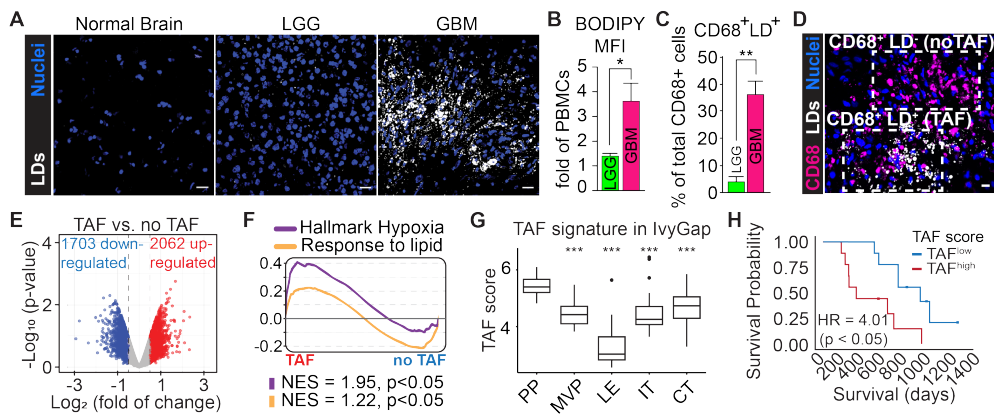 A
Normal Brain
LGG
GBM
LDs Nuclei
B
BODIPY
MFI
fold of PBMCs
0
1
2
3
4
5
LGG
GBM
*
C
CD68+LD+
% of total CD68+ cells
0
10
20
30
40
50
LGG
GBM
**
D
CD68 LDs Nuclei
CD68+ LD- (noTAF)
CD68+ LD+ (TAF)
E
TAF vs. no TAF
1703 down-
regulated
2062 up-
regulated
-Log10 (p-value)
10
5
0
-3
-1
1
3
Log2 (fold of change)
F
Hallmark Hypoxia
Response to lipid
0.4
0.2
0.0
-0.2
TAF
no TAF
NES = 1.95, p<0.05
NES = 1.22, p<0.05
G
TAF signature in IvyGap
*** *** *** ***
TAF score
6
4
PP
MVP
LE
IT
CT
H
TAF score
TAFlow
TAFhigh
Survival Probability
1.00
0.75
0.50
0.25
0.00
HR = 4.01
(p < 0.05)
0
200
400
600
800
1000
1200
1400
Survival (days)